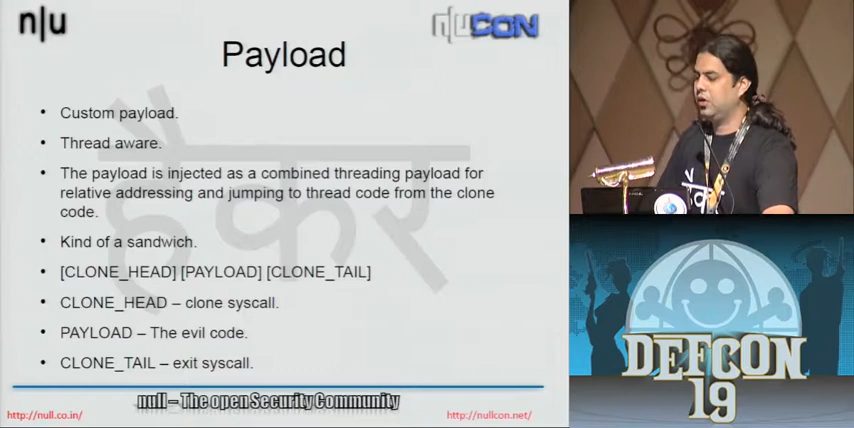 n|u
n|uCON
Payload
• Custom payload.
• Thread aware.
• The payload is injected as a combined threading payload for
relative addressing and jumping to thread code from the clone
code.
• Kind of a sandwich.
• [CLONE_HEAD] [PAYLOAD] [CLONE_TAIL]
• CLONE_HEAD – clone syscall.
• PAYLOAD – The evil code.
• CLONE_TAIL – exit syscall.
हैकर
null – The open Security Community
http://null.co.in/
http://nullcon.net/
DEFCON
19